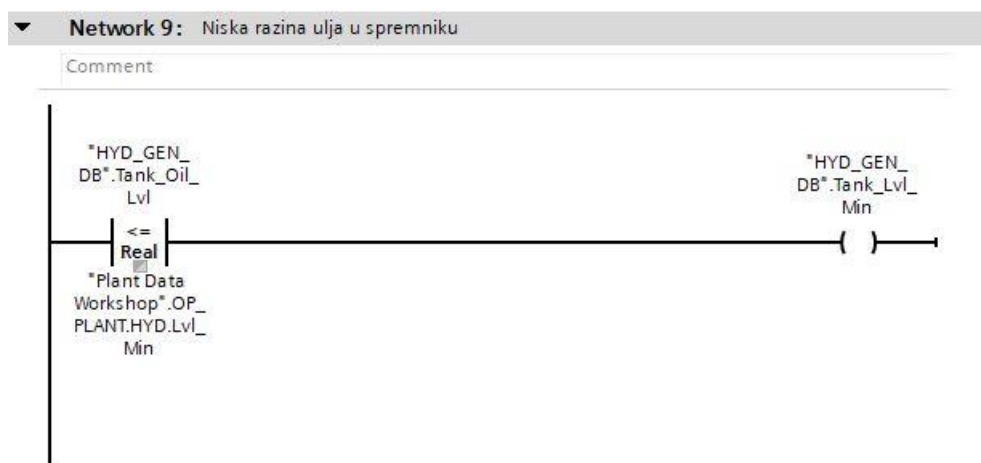 Network 9: Niska razina ulja u spremniku
Comment
"HYD_GEN_
DB".Tank_Oil_
Lvl
<=
Real
"Plant Data
Workshop".OP_
PLANT.HYD.Lvl_
Min
"HYD_GEN_
DB".Tank_Lvl_
Min
( )